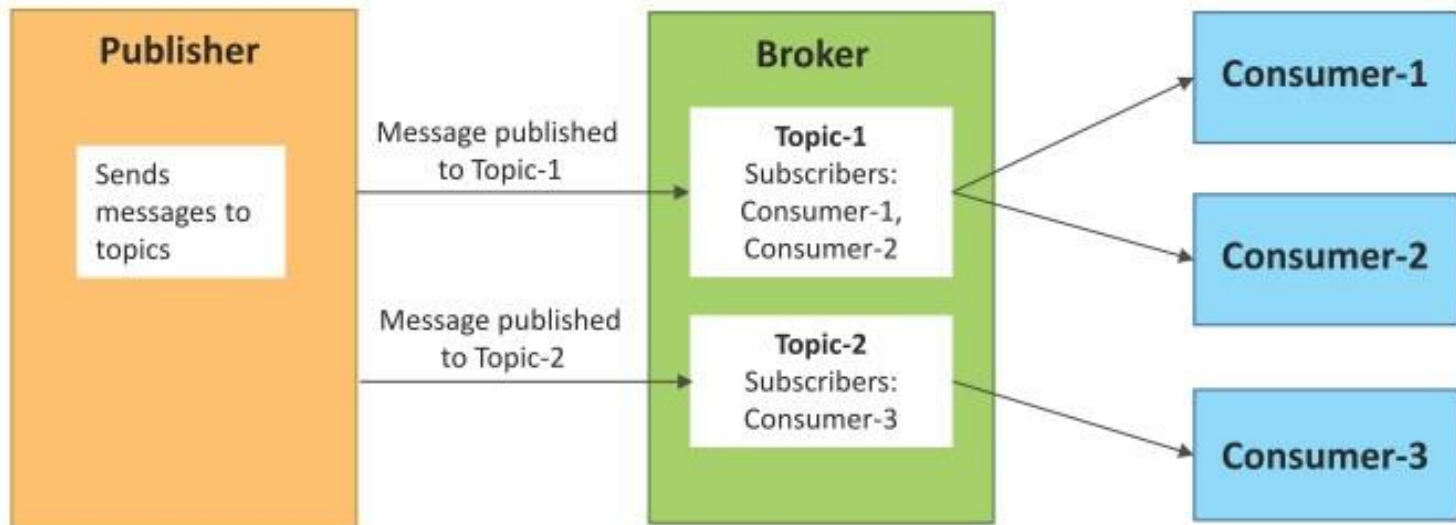 Publisher
Sends
messages to
topics
Message published
to Topic-1
Message published
to Topic-2
Broker
Topic-1
Subscribers:
Consumer-1,
Consumer-2
Topic-2
Subscribers:
Consumer-3
Consumer-1
Consumer-2
Consumer-3